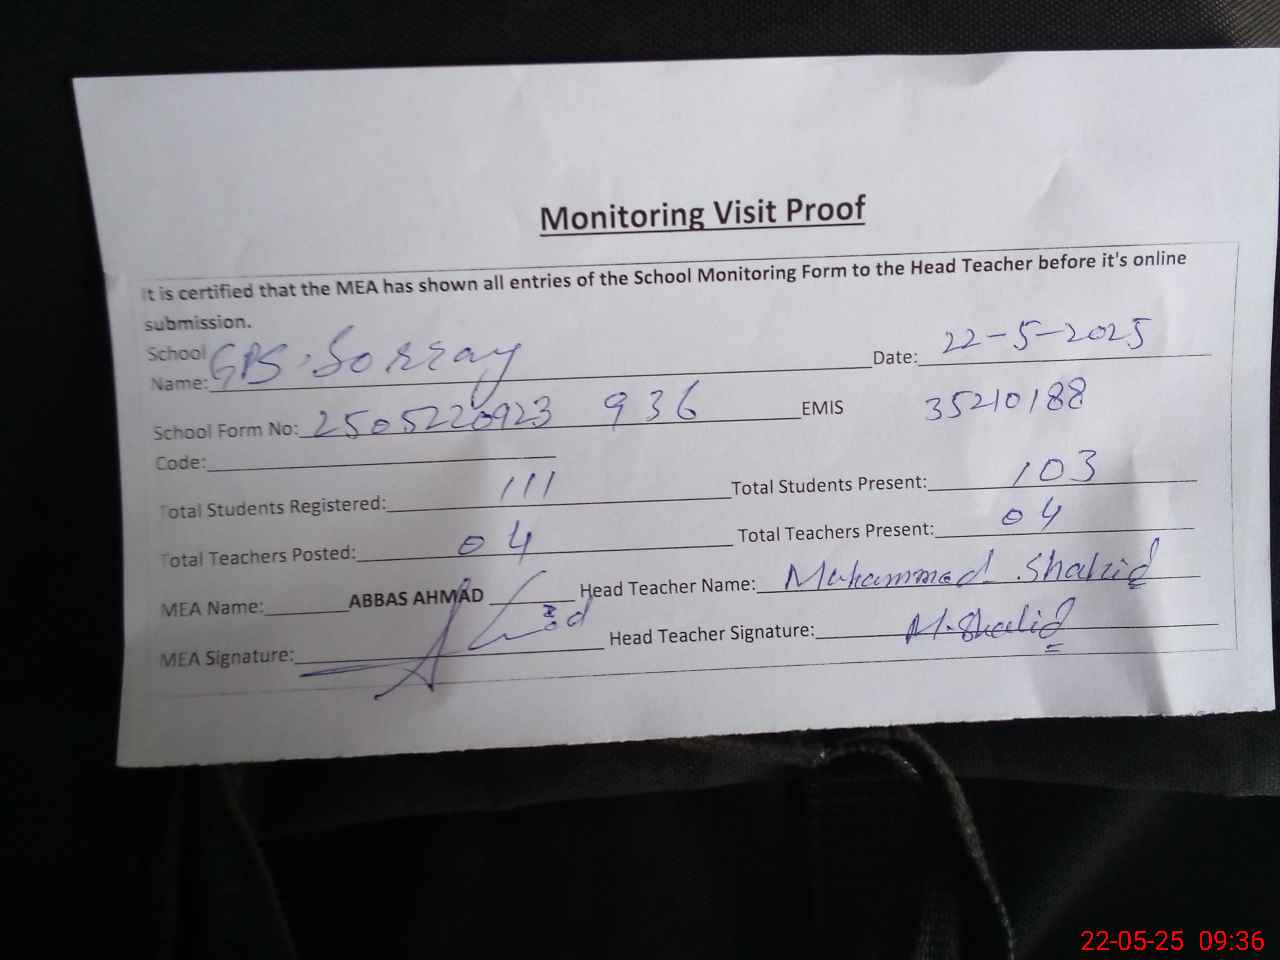 Monitoring Visit Proof
It is certified that the MEA has shown all entries of the School Monitoring Form to the Head Teacher before it's online
submission.
School
Name: GPS. Sorray Date: 22-5-2025
School Form No: 2505220923 936 EMIS 35210188
Code:
Total Students Registered: 111 Total Students Present: 103
Total Teachers Posted: 04 Total Teachers Present: 04
MEA Name: ABBAS AHMAD Head Teacher Name: Muhammad Shahid
MEA Signature: Head Teacher Signature: M.Shahid
22-05-25 09:36